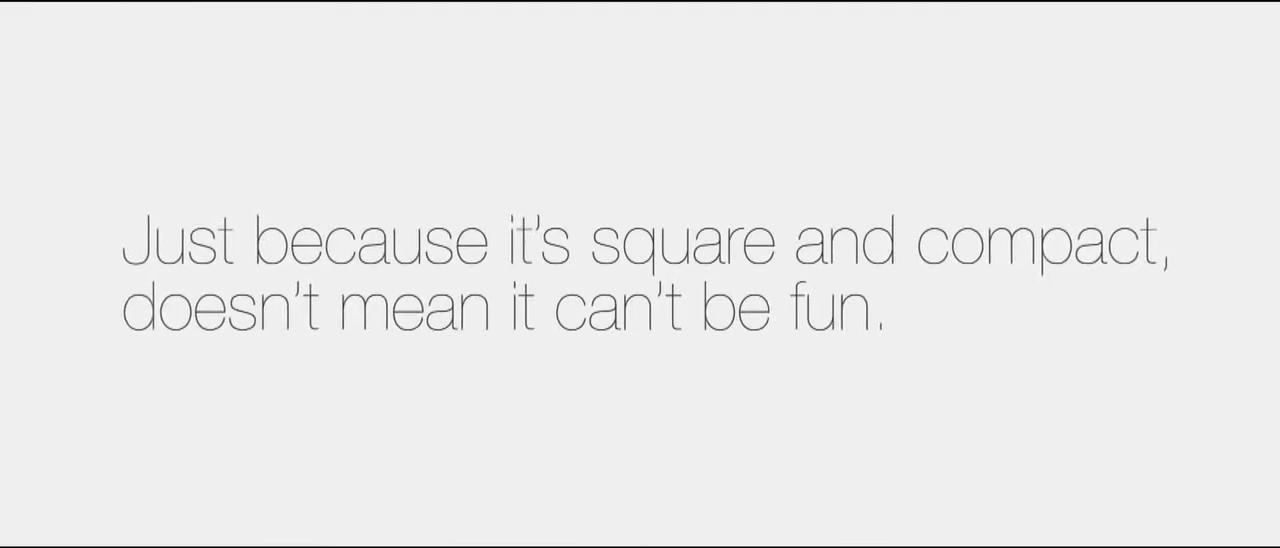 Just because it's square and compact,
doesn't mean it can't be fun.